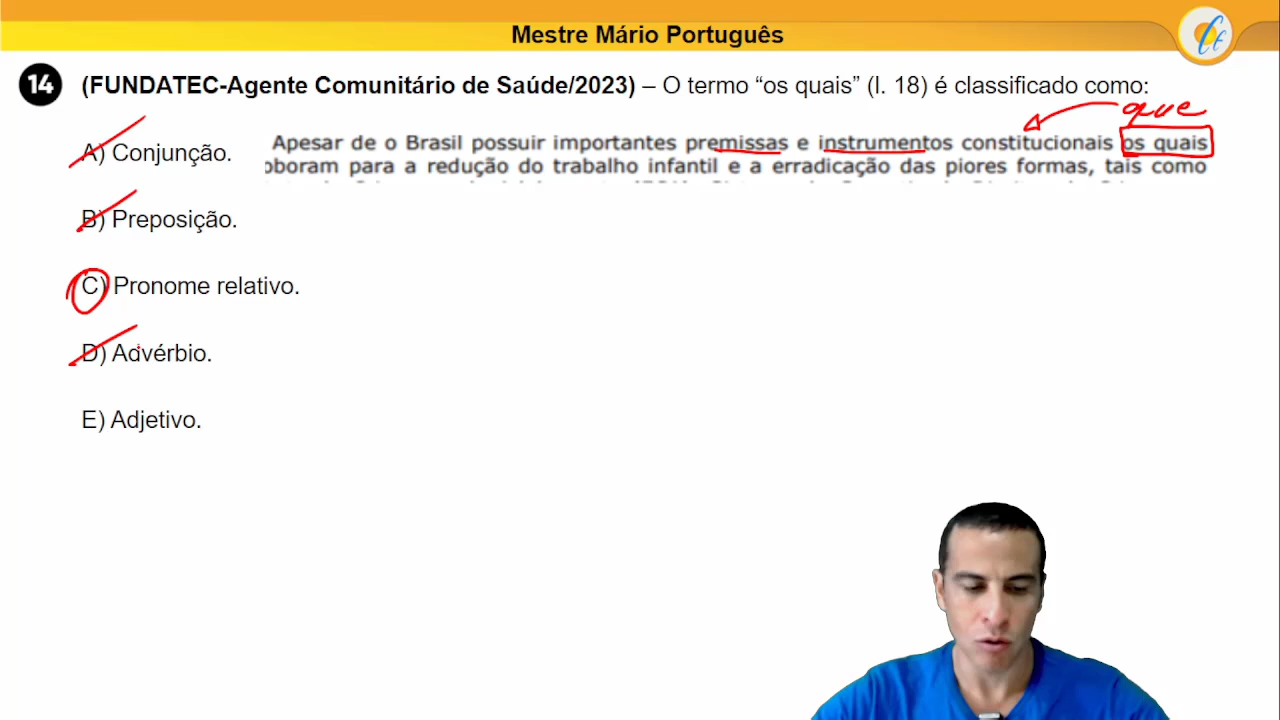 Mestre Mário Português
14 (FUNDATEC-Agente Comunitário de Saúde/2023) – O termo “os quais” (l. 18) é classificado como:
que
A) Conjunção.
Apesar de o Brasil possuir importantes premissas e instrumentos constitucionais os quais
oboram para a redução do trabalho infantil e a erradicação das piores formas, tais como
B) Preposição.
C) Pronome relativo.
D) Advérbio.
E) Adjetivo.